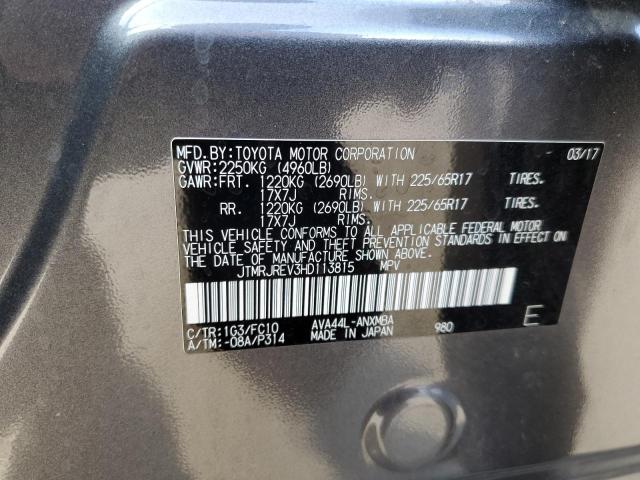 MFD.BY:TOYOTA MOTOR CORPORATION 03/17
GVWR:2250KG (4960LB)
GAWR:FRT. 1220KG (2690LB) WITH 225/65R17 TIRES.
17X7J RIMS.
RR. 1220KG (2690LB) WITH 225/65R17 TIRES.
17X7J RIMS.
THIS VEHICLE CONFORMS TO ALL APPLICABLE FEDERAL MOTOR
VEHICLE SAFETY AND THEFT PREVENTION STANDARDS IN EFFECT ON
THE DATE OF MANUFACTURE SHOWN ABOVE.
JTMRJREV3HD113815 MPV
C/TR:1G3/FC10 AVA44L-ANXMBA
A/TM:-08A/P314 MADE IN JAPAN 980 E